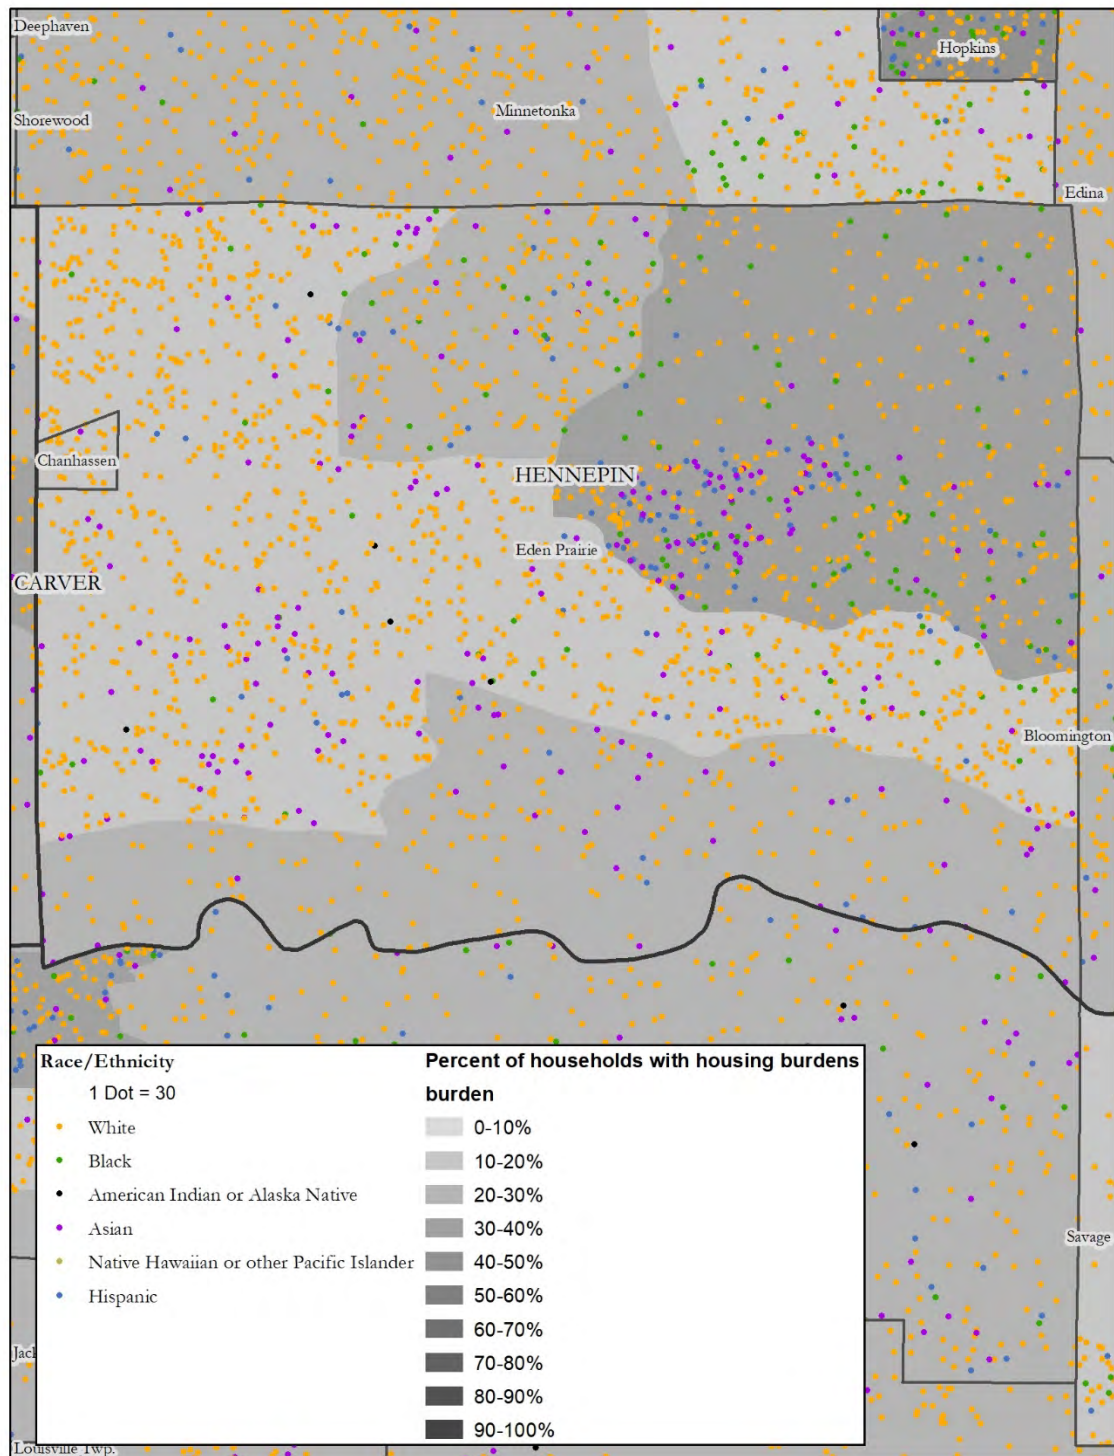 Deephaven
Hopkins
Minnetonka
Shorewood
Edina
Chanhassen
HENNEPIN
Eden Prairie
CARVER
Bloomington
Race/Ethnicity
1 Dot = 30
White
Black
American Indian or Alaska Native
Asian
Native Hawaiian or other Pacific Islander
Hispanic
Percent of households with housing burdens
burden
0-10%
10-20%
20-30%
30-40%
40-50%
50-60%
60-70%
70-80%
80-90%
90-100%
Savage
Jack
Louisville Twp.